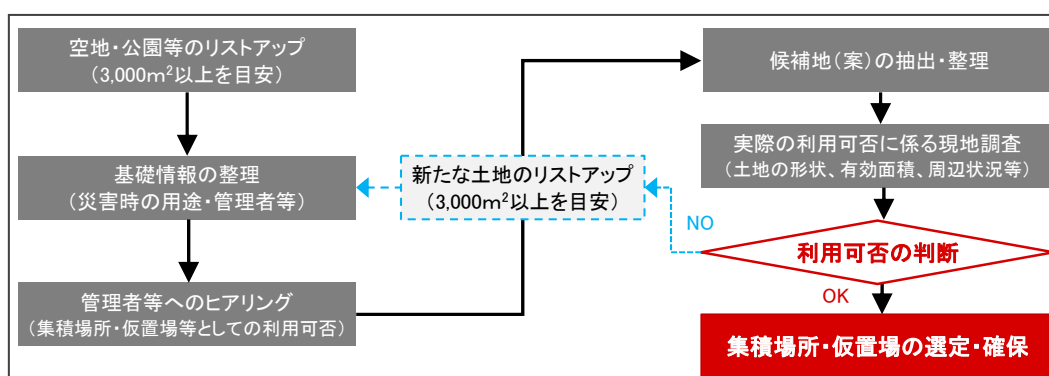 空地・公園等のリストアップ
（3,000m²以上を目安）
基礎情報の整理
（災害時の用途・管理者等）
管理者等へのヒアリング
（集積場所・仮置場等としての利用可否）
新たな土地のリストアップ
（3,000m²以上を目安）
候補地（案）の抽出・整理
実際の利用可否に係る現地調査
（土地の形状、有効面積、周辺状況等）
NO
利用可否の判断
OK
集積場所・仮置場の選定・確保